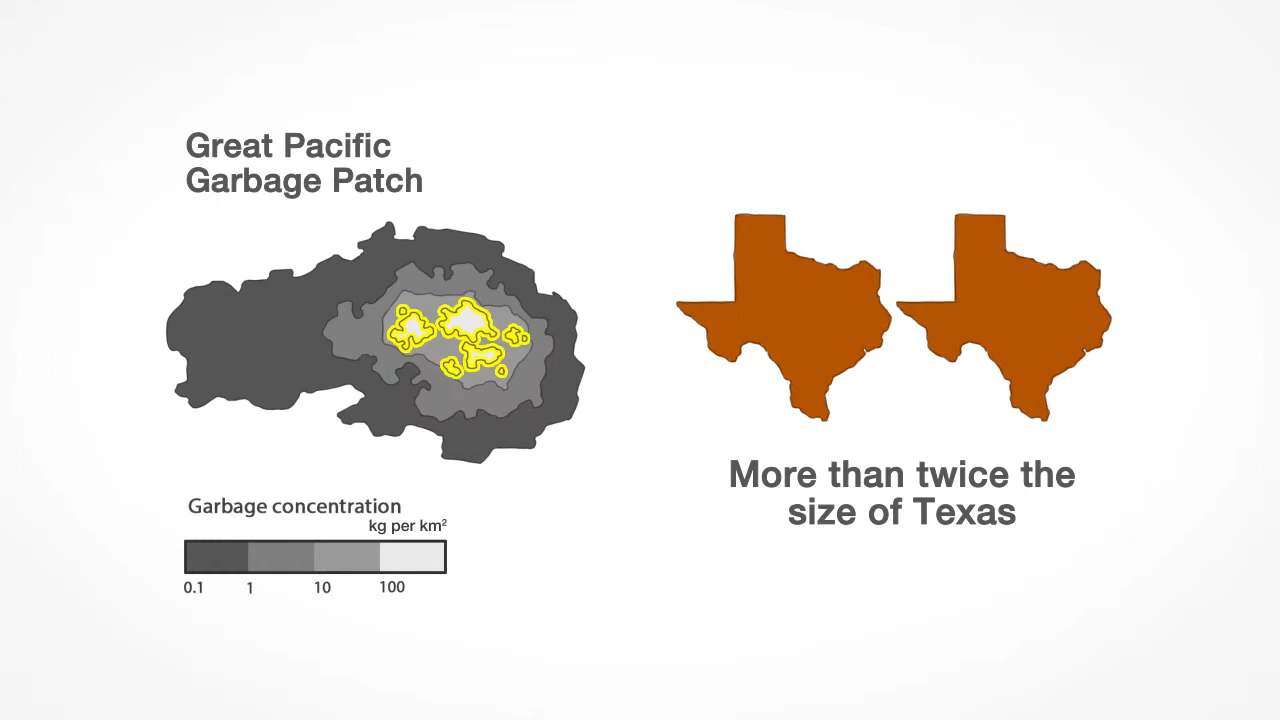 Great Pacific
Garbage Patch
Garbage concentration
kg per km²
0.1 1 10 100
More than twice the
size of Texas